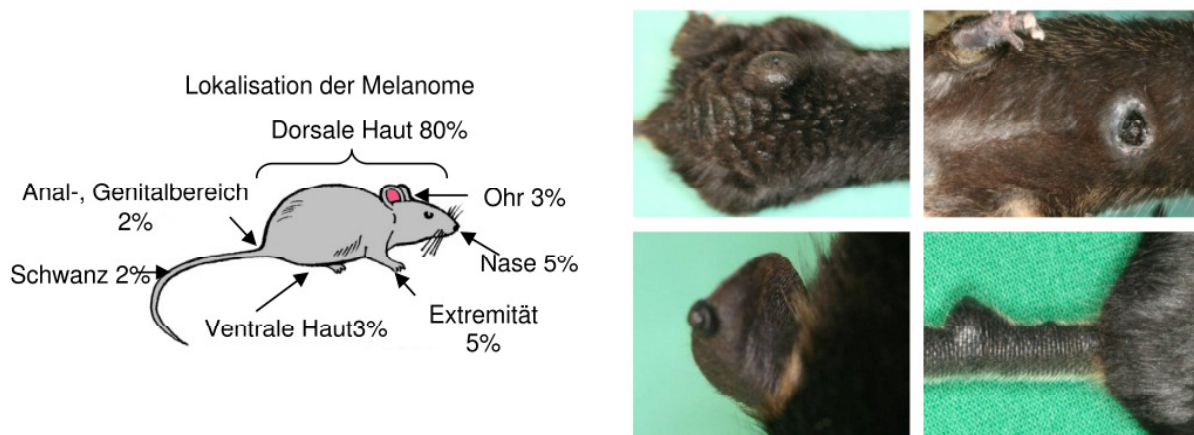 Lokalisation der Melanome
Dorsale Haut 80%
Anal-, Genitalbereich
2%
Ohr 3%
Schwanz 2%
Nase 5%
Ventrale Haut3%
Extremität
5%